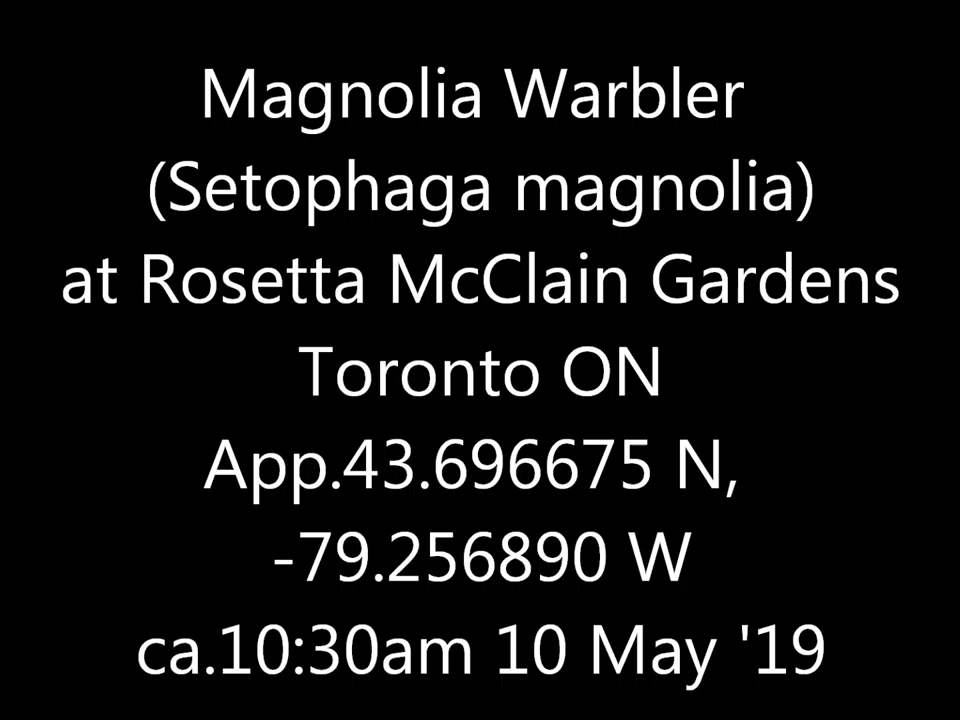 Magnolia Warbler
(Setophaga magnolia)
at Rosetta McClain Gardens
Toronto ON
App.43.696675 N,
-79.256890 W
ca.10:30am 10 May '19